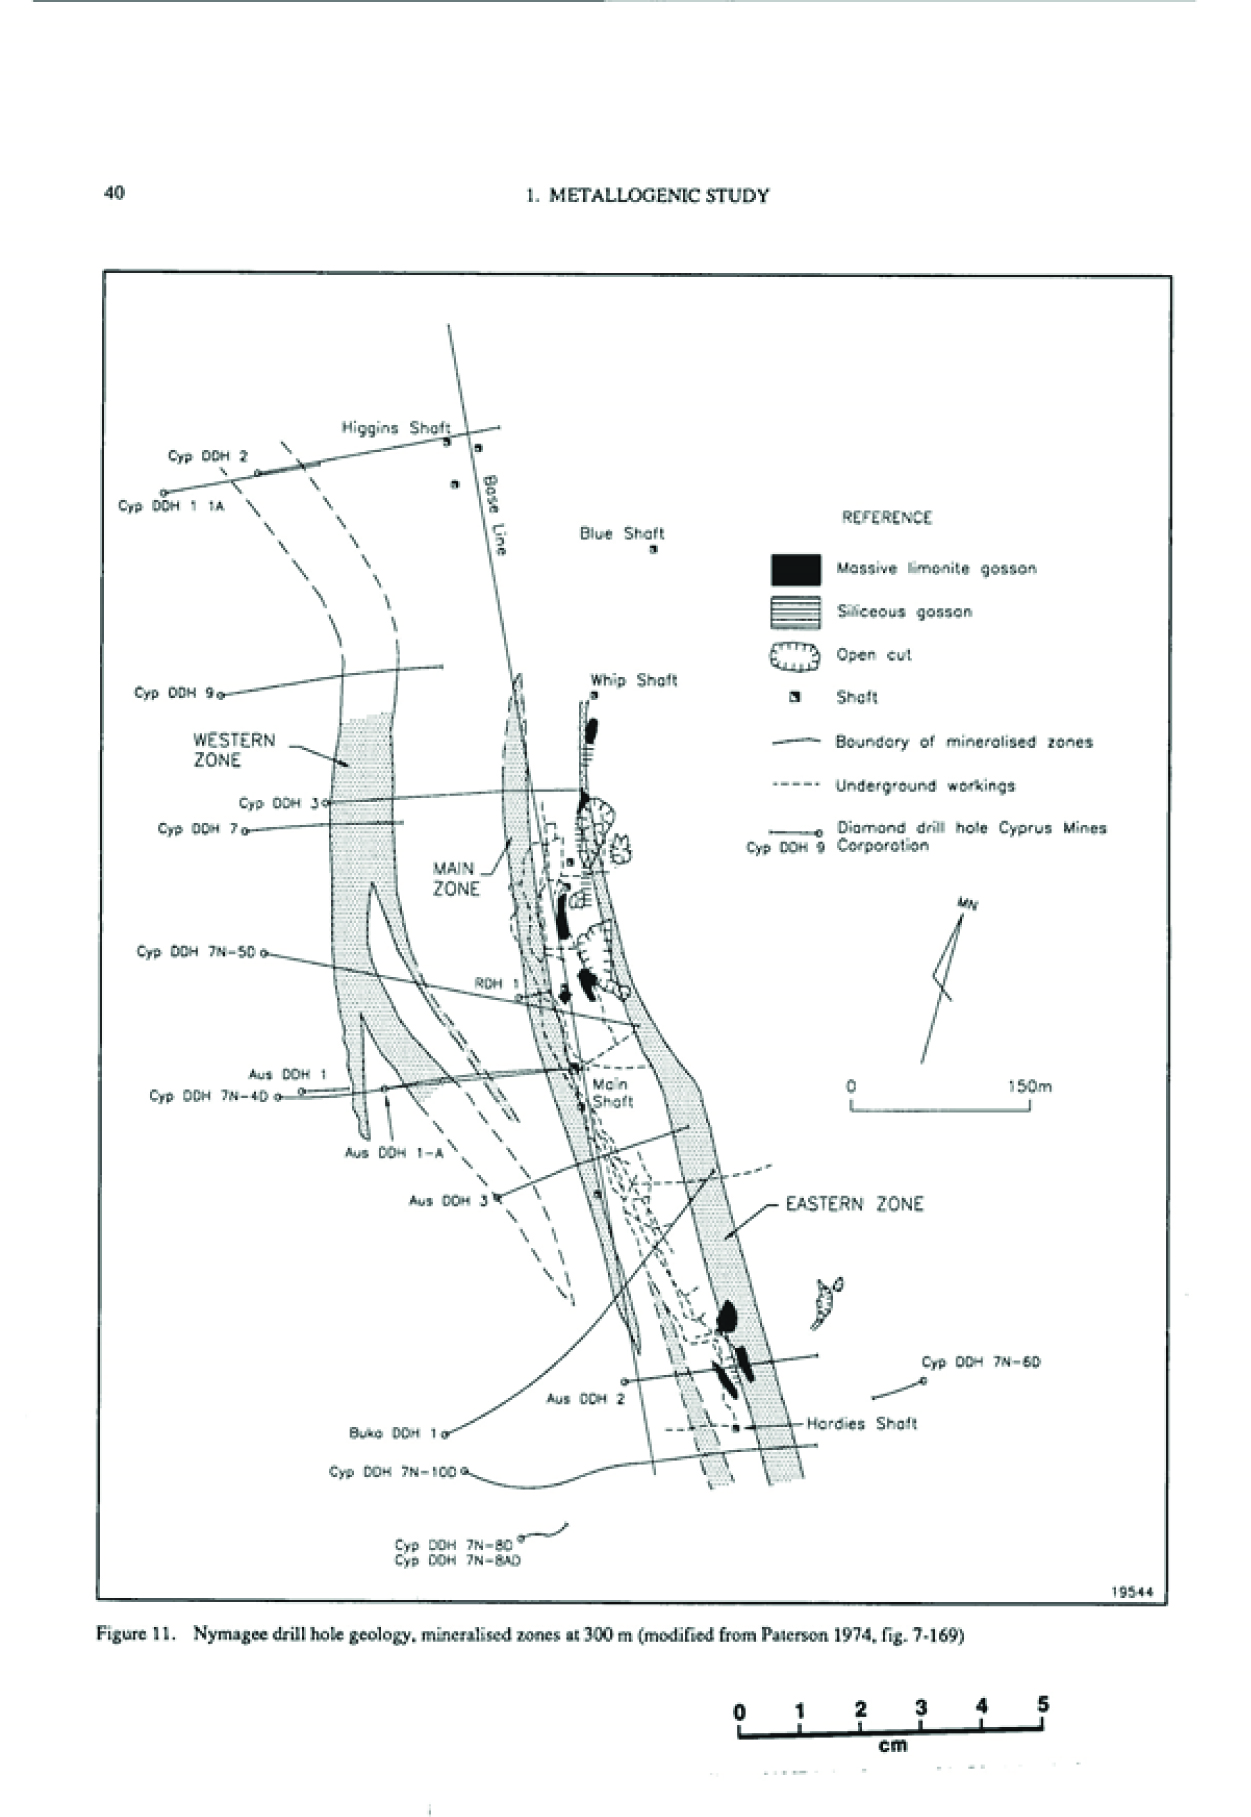 40
1. METALLOGENIC STUDY
Higgins Shaft
Cyp DDH 2
Cyp DDH 1 1A
Base Line
Blue Shaft
REFERENCE
Massive limonite gossan
Siliceous gossan
Open cut
Shaft
Boundary of mineralised zones
Underground workings
Diamond drill hole Cyprus Mines
Cyp DDH 9 Corporation
Whip Shaft
Cyp DDH 9
WESTERN
ZONE
Cyp DDH 3
Cyp DDH 7
MAIN
ZONE
MN
Cyp DDH 7N-5D
RDH 1
Aus DDH 1
Cyp DDH 7N-4D
Main
Shaft
0 150m
Aus DDH 1-A
Aus DDH 3
EASTERN ZONE
Cyp DDH 7N-6D
Aus DDH 2
Hardies Shaft
Buka DDH 1
Cyp DDH 7N-10D
Cyp DDH 7N-8D
Cyp DDH 7N-8AD
19544
Figure 11. Nymagee drill hole geology, mineralised zones at 300 m (modified from Paterson 1974, fig. 7-169)
0 1 2 3 4 5
cm